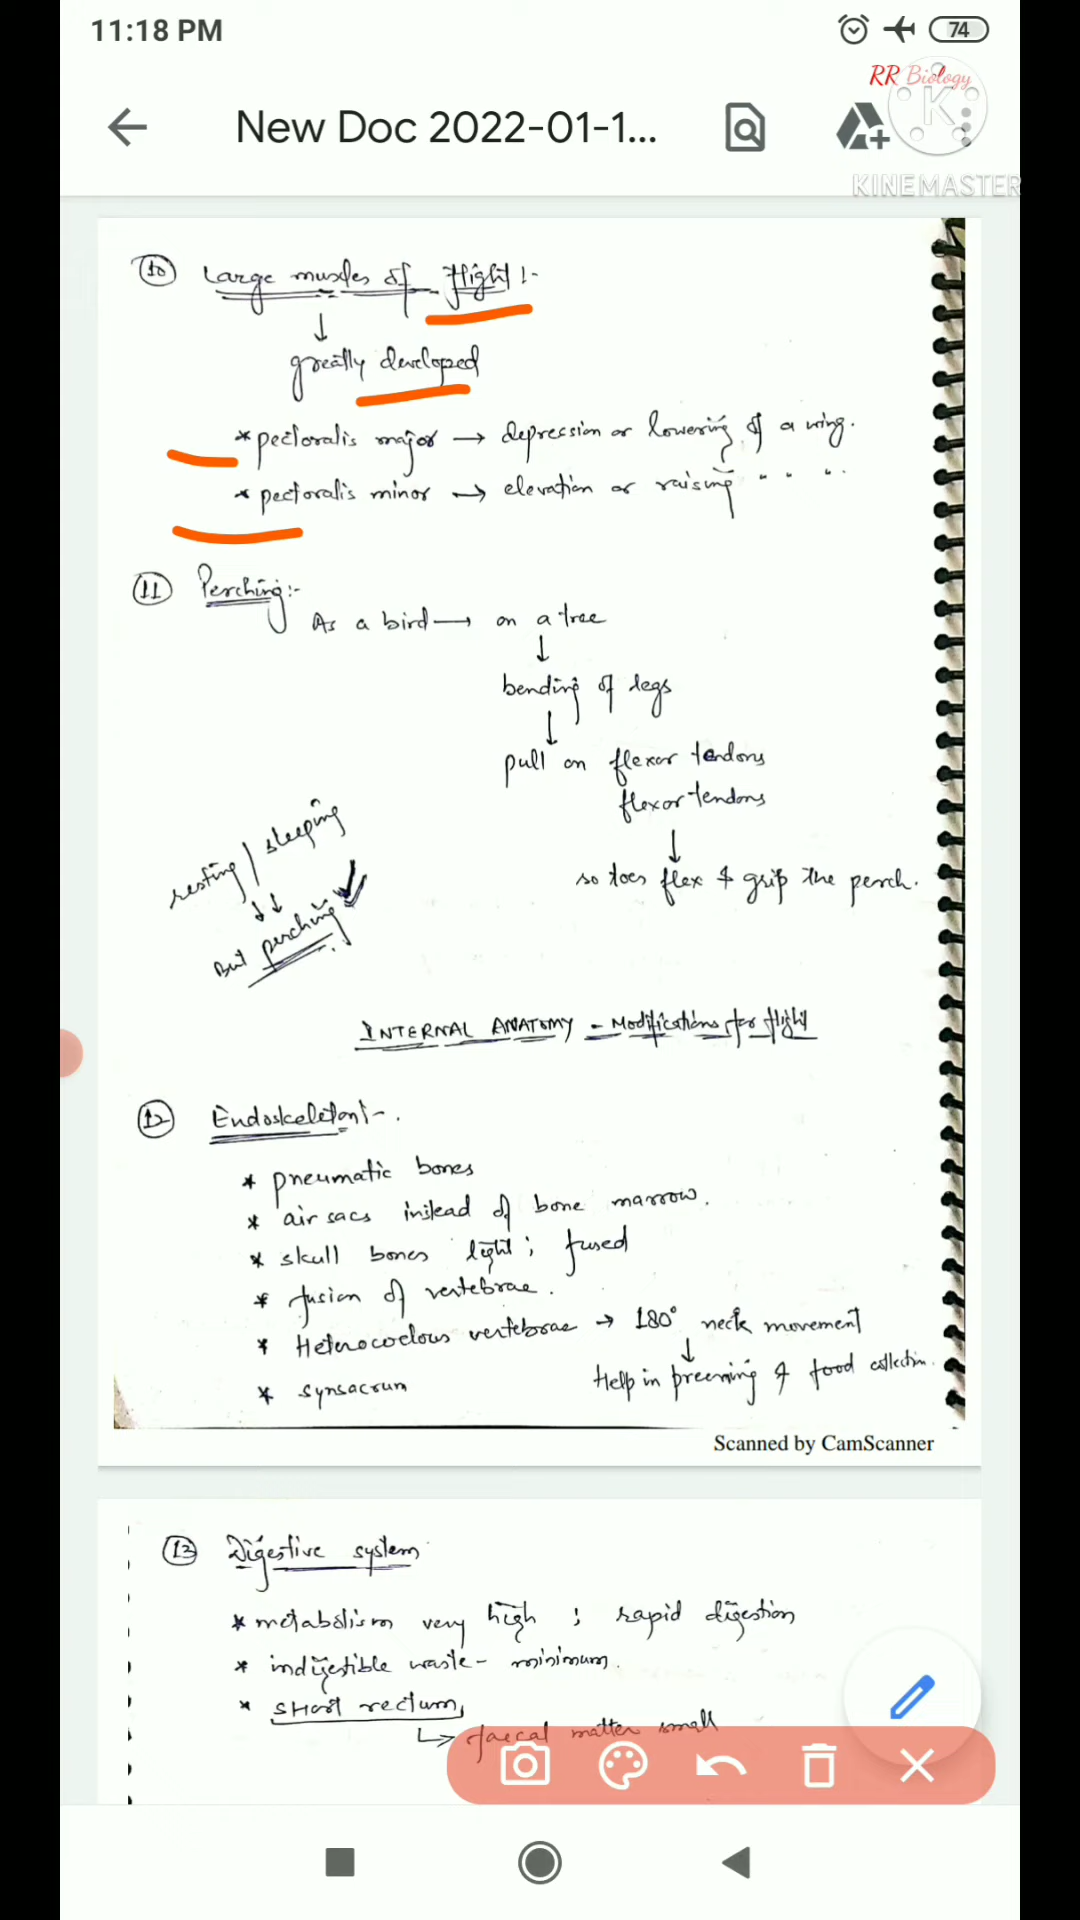 11:18 PM
74
RR Biology
New Doc 2022-01-1...
K
KINEMASTER
10 Large muscles of flight :-
↓
greatly developed
* pectoralis major → depression or lowering of a wing.
* pectoralis minor → elevation or raising " " "
11 Perching:-
As a bird → on a tree
↓
bending of legs
↓
pull on flexor tendons
flexor tendons
↓
so toes flex & grip the perch.
resting / sleeping
↓↓
But perching
INTERNAL ANATOMY - Modifications for flight
12 Endoskeleton:-
* pneumatic bones
* air sacs instead of bone marrow.
* skull bones light; fused
* fusion of vertebrae.
* Heterocoelous vertebrae → 180° neck movement
↓
* synsacrum Help in preening & food collection.
Scanned by CamScanner
13 Digestive system
* metabolism very high ; rapid digestion
* indigestible waste - minimum.
* short rectum,
↳ faecal matter small